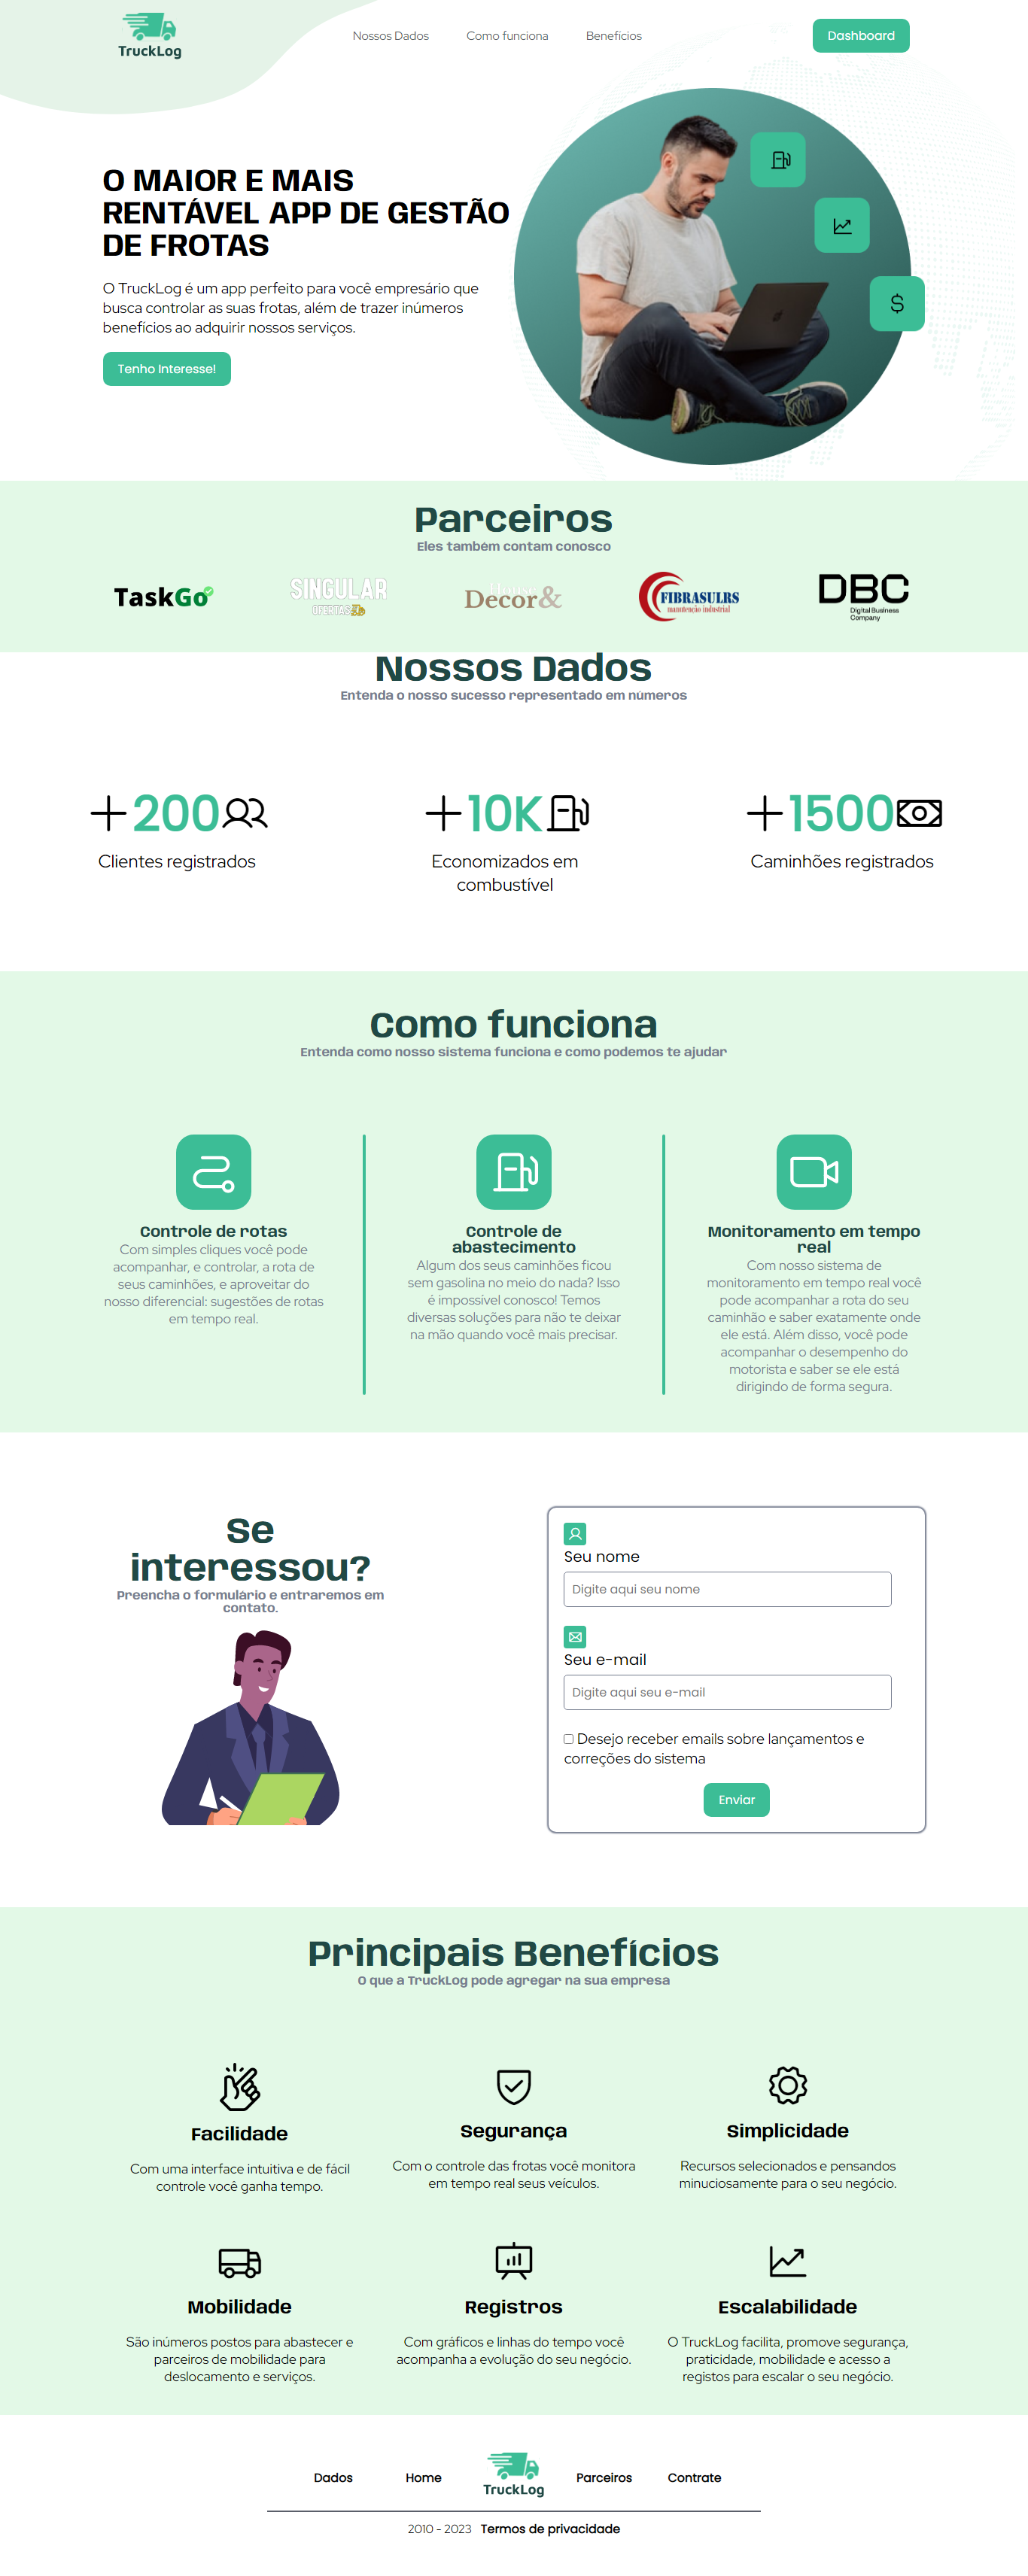 TruckLog
Nossos Dados
Como funciona
Benefícios
Dashboard
O MAIOR E MAIS
RENTÁVEL APP DE GESTÃO
DE FROTAS
O TruckLog é um app perfeito para você empresário que
busca controlar as suas frotas, além de trazer inúmeros
benefícios ao adquirir nossos serviços.
Tenho Interesse!
Parceiros
Eles também contam conosco
TaskGo
SINGULAR
OFERTAS
Decor&
FIBRASULRS
manutenção industrial
DBC
Digital Business
Company
Nossos Dados
Entenda o nosso sucesso representado em números
+200
Clientes registrados
+10K
Economizados em
combustível
+1500
Caminhões registrados
Como funciona
Entenda como nosso sistema funciona e como podemos te ajudar
Controle de rotas
Com simples cliques você pode
acompanhar, e controlar, a rota de
seus caminhões, e aproveitar do
nosso diferencial: sugestões de rotas
em tempo real.
Controle de
abastecimento
Algum dos seus caminhões ficou
sem gasolina no meio do nada? Isso
é impossível conosco! Temos
diversas soluções para não te deixar
na mão quando você mais precisar.
Monitoramento em tempo
real
Com nosso sistema de
monitoramento em tempo real você
pode acompanhar a rota do seu
caminhão e saber exatamente onde
ele está. Além disso, você pode
acompanhar o desempenho do
motorista e saber se ele está
dirigindo de forma segura.
Se
interessou?
Preencha o formulário e entraremos em
contato.
Seu nome
Digite aqui seu nome
Seu e-mail
Digite aqui seu e-mail
Desejo receber emails sobre lançamentos e
correções do sistema
Enviar
Principais Benefícios
O que a TruckLog pode agregar na sua empresa
Facilidade
Com uma interface intuitiva e de fácil
controle você ganha tempo.
Segurança
Com o controle das frotas você monitora
em tempo real seus veículos.
Simplicidade
Recursos selecionados e pensandos
minuciosamente para o seu negócio.
Mobilidade
São inúmeros postos para abastecer e
parceiros de mobilidade para
deslocamento e serviços.
Registros
Com gráficos e linhas do tempo você
acompanha a evolução do seu negócio.
Escalabilidade
O TruckLog facilita, promove segurança,
praticidade, mobilidade e acesso a
registos para escalar o seu negócio.
Dados
Home
TruckLog
Parceiros
Contrate
2010 - 2023 Termos de privacidade